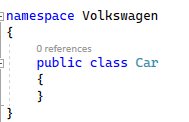 namespace Volkswagen
{
0 references
public class Car
{
}
}